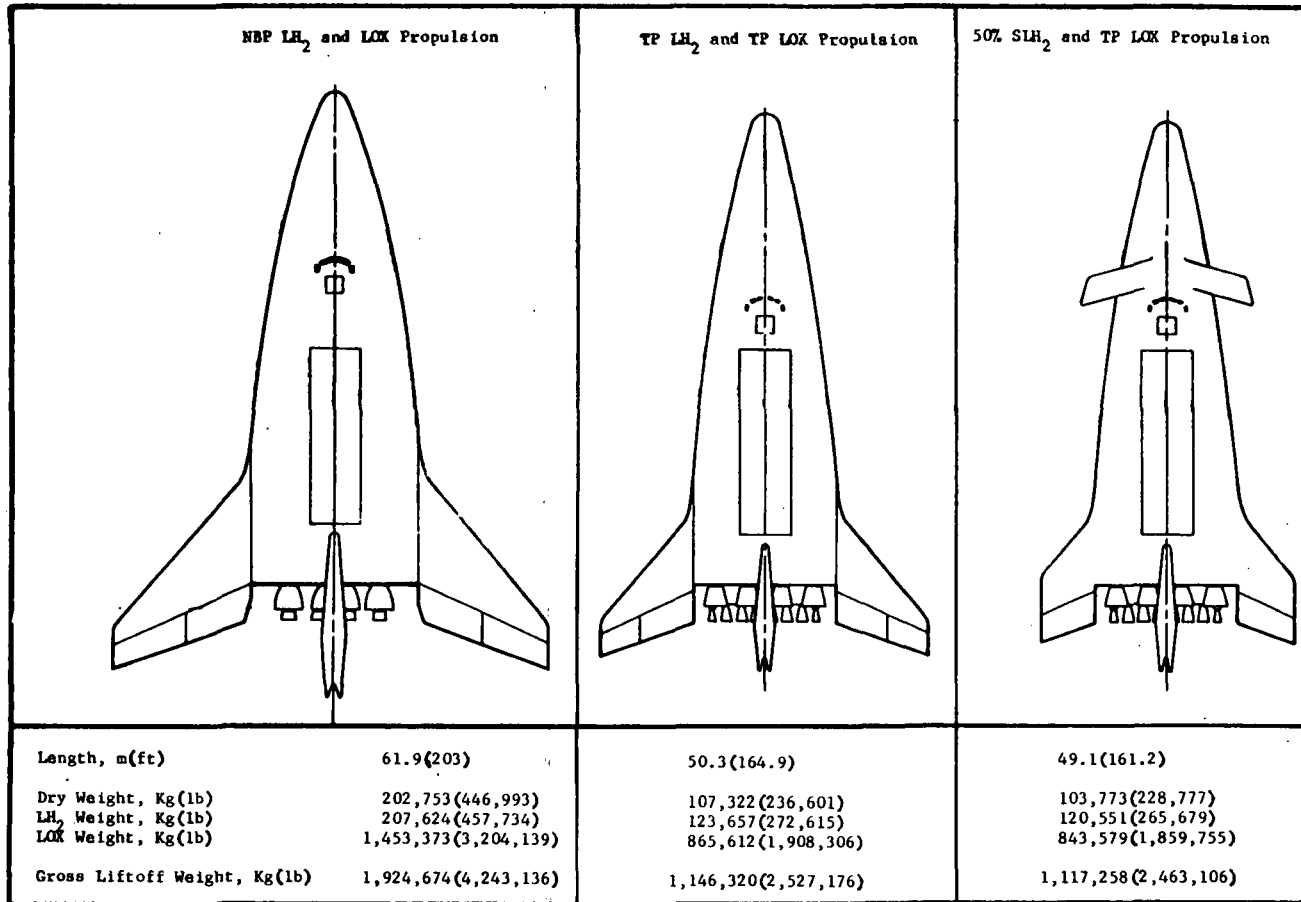 NBP LH2 and LOX Propulsion
TP LH2 and TP LOX Propulsion
50% SLH2 and TP LOX Propulsion
Length, m(ft) 61.9(203) 50.3(164.9) 49.1(161.2)
Dry Weight, Kg(lb) 202,753(446,993) 107,322(236,601) 103,773(228,777)
LH2 Weight, Kg(lb) 207,624(457,734) 123,657(272,615) 120,551(265,679)
LOX Weight, Kg(lb) 1,453,373(3,204,139) 865,612(1,908,306) 843,579(1,859,755)
Gross Liftoff Weight, Kg(lb) 1,924,674(4,243,136) 1,146,320(2,527,176) 1,117,258(2,463,106)